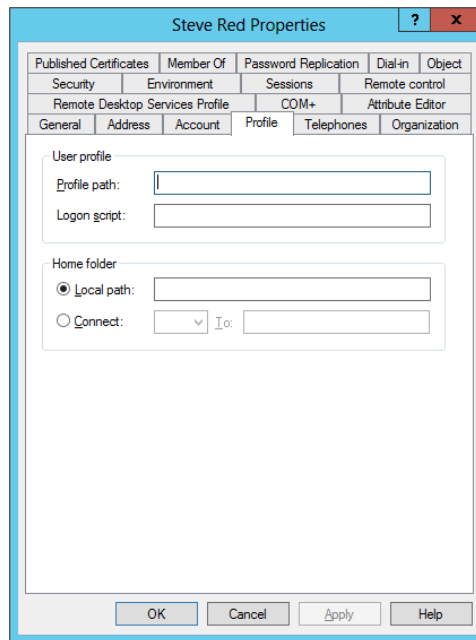 Steve Red Properties ? x
Published Certificates Member Of Password Replication Dial-in Object
Security Environment Sessions Remote control
Remote Desktop Services Profile COM+ Attribute Editor
General Address Account Profile Telephones Organization
User profile
Profile path:
Logon script:
Home folder
Local path:
Connect: To:
OK Cancel Apply Help